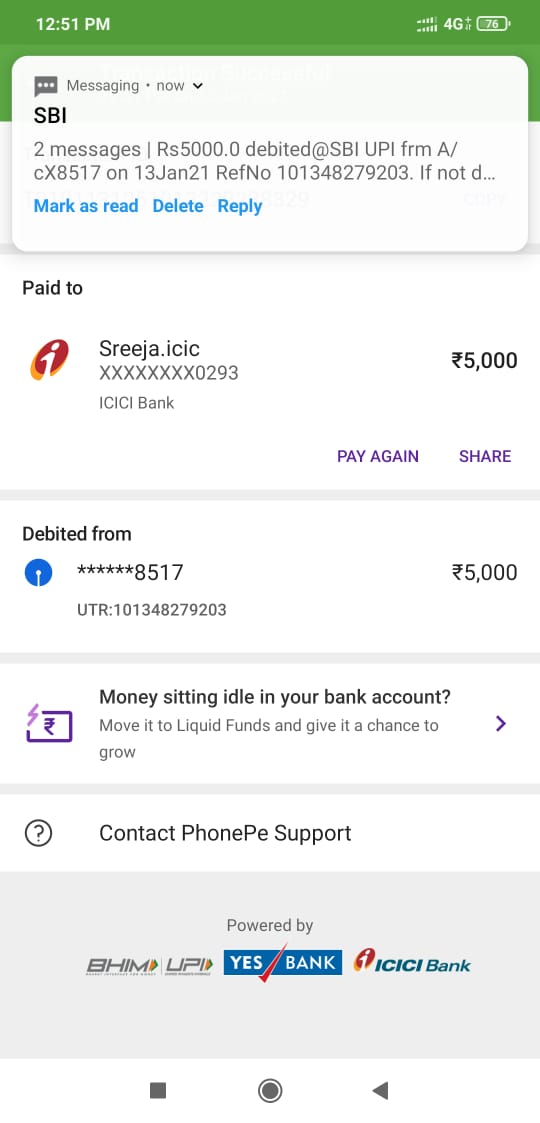 12:51 PM 4G 76
Messaging • now
SBI
2 messages | Rs5000.0 debited@SBI UPI frm A/
cX8517 on 13Jan21 RefNo 101348279203. If not d...
Mark as read Delete Reply
COPY
Paid to
Sreeja.icic
₹5,000
XXXXXXXX0293
ICICI Bank
PAY AGAIN SHARE
Debited from
******8517 ₹5,000
UTR:101348279203
Money sitting idle in your bank account?
Move it to Liquid Funds and give it a chance to
grow
Contact PhonePe Support
Powered by
BHIM UPI YES BANK ICICI Bank